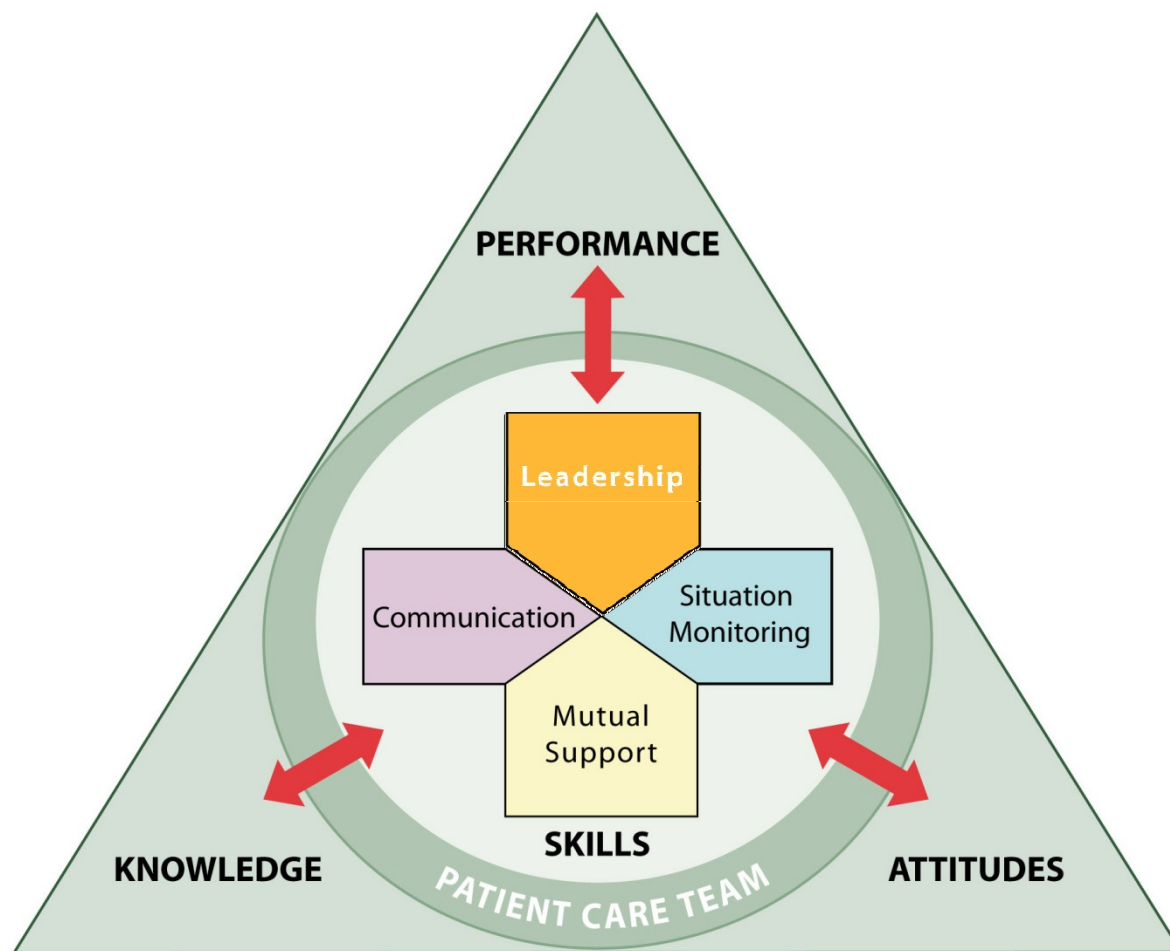 PERFORMANCE
Leadership
Communication
Situation
Monitoring
Mutual
Support
SKILLS
KNOWLEDGE
ATTITUDES
PATIENT CARE TEAM